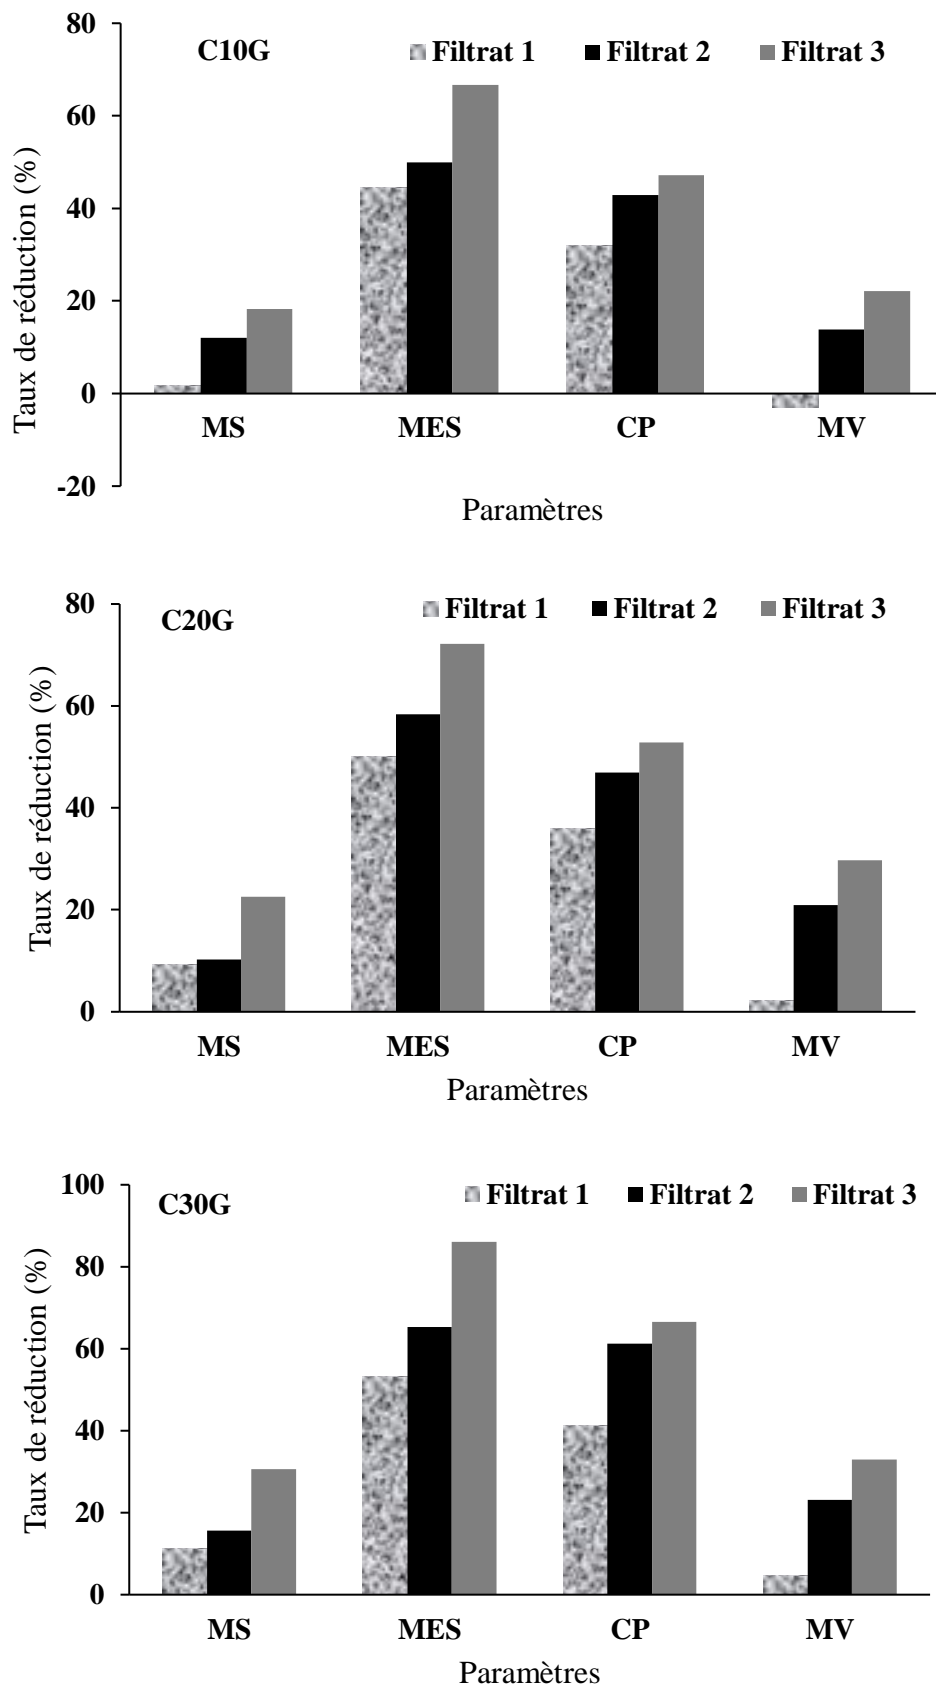 80
C10G
Filtrat 1
Filtrat 2
Filtrat 3
60
40
20
0
-20
Taux de réduction (%)
MS
MES
CP
MV
Paramètres
80
C20G
Filtrat 1
Filtrat 2
Filtrat 3
60
40
20
0
Taux de réduction (%)
MS
MES
CP
MV
Paramètres
100
C30G
Filtrat 1
Filtrat 2
Filtrat 3
80
60
40
20
0
Taux de réduction (%)
MS
MES
CP
MV
Paramètres